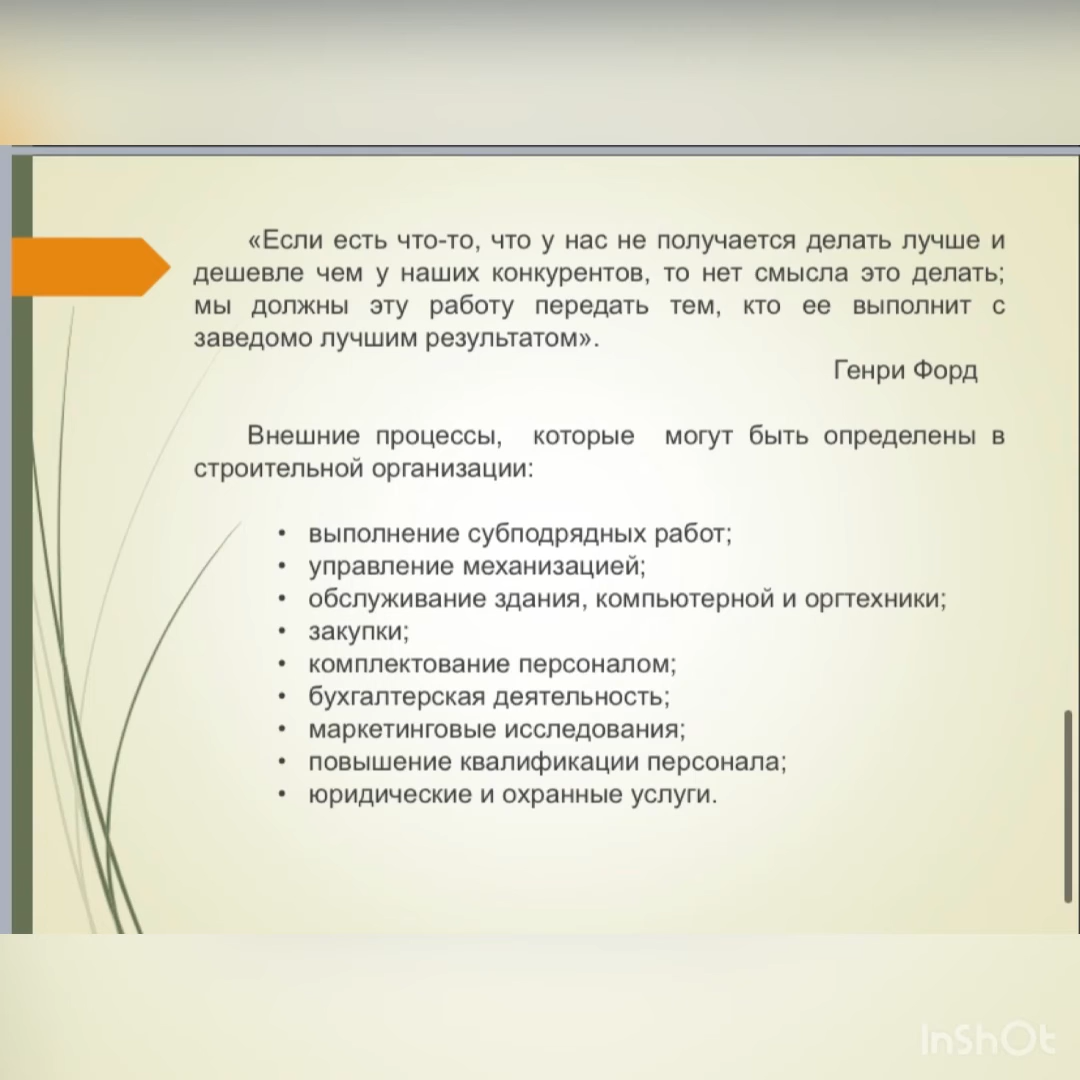 «Если есть что-то, что у нас не получается делать лучше и
дешевле чем у наших конкурентов, то нет смысла это делать;
мы должны эту работу передать тем, кто ее выполнит с
заведомо лучшим результатом».
Генри Форд
Внешние процессы, которые могут быть определены в
строительной организации:
• выполнение субподрядных работ;
• управление механизацией;
• обслуживание здания, компьютерной и оргтехники;
• закупки;
• комплектование персоналом;
• бухгалтерская деятельность;
• маркетинговые исследования;
• повышение квалификации персонала;
• юридические и охранные услуги.
InShOt